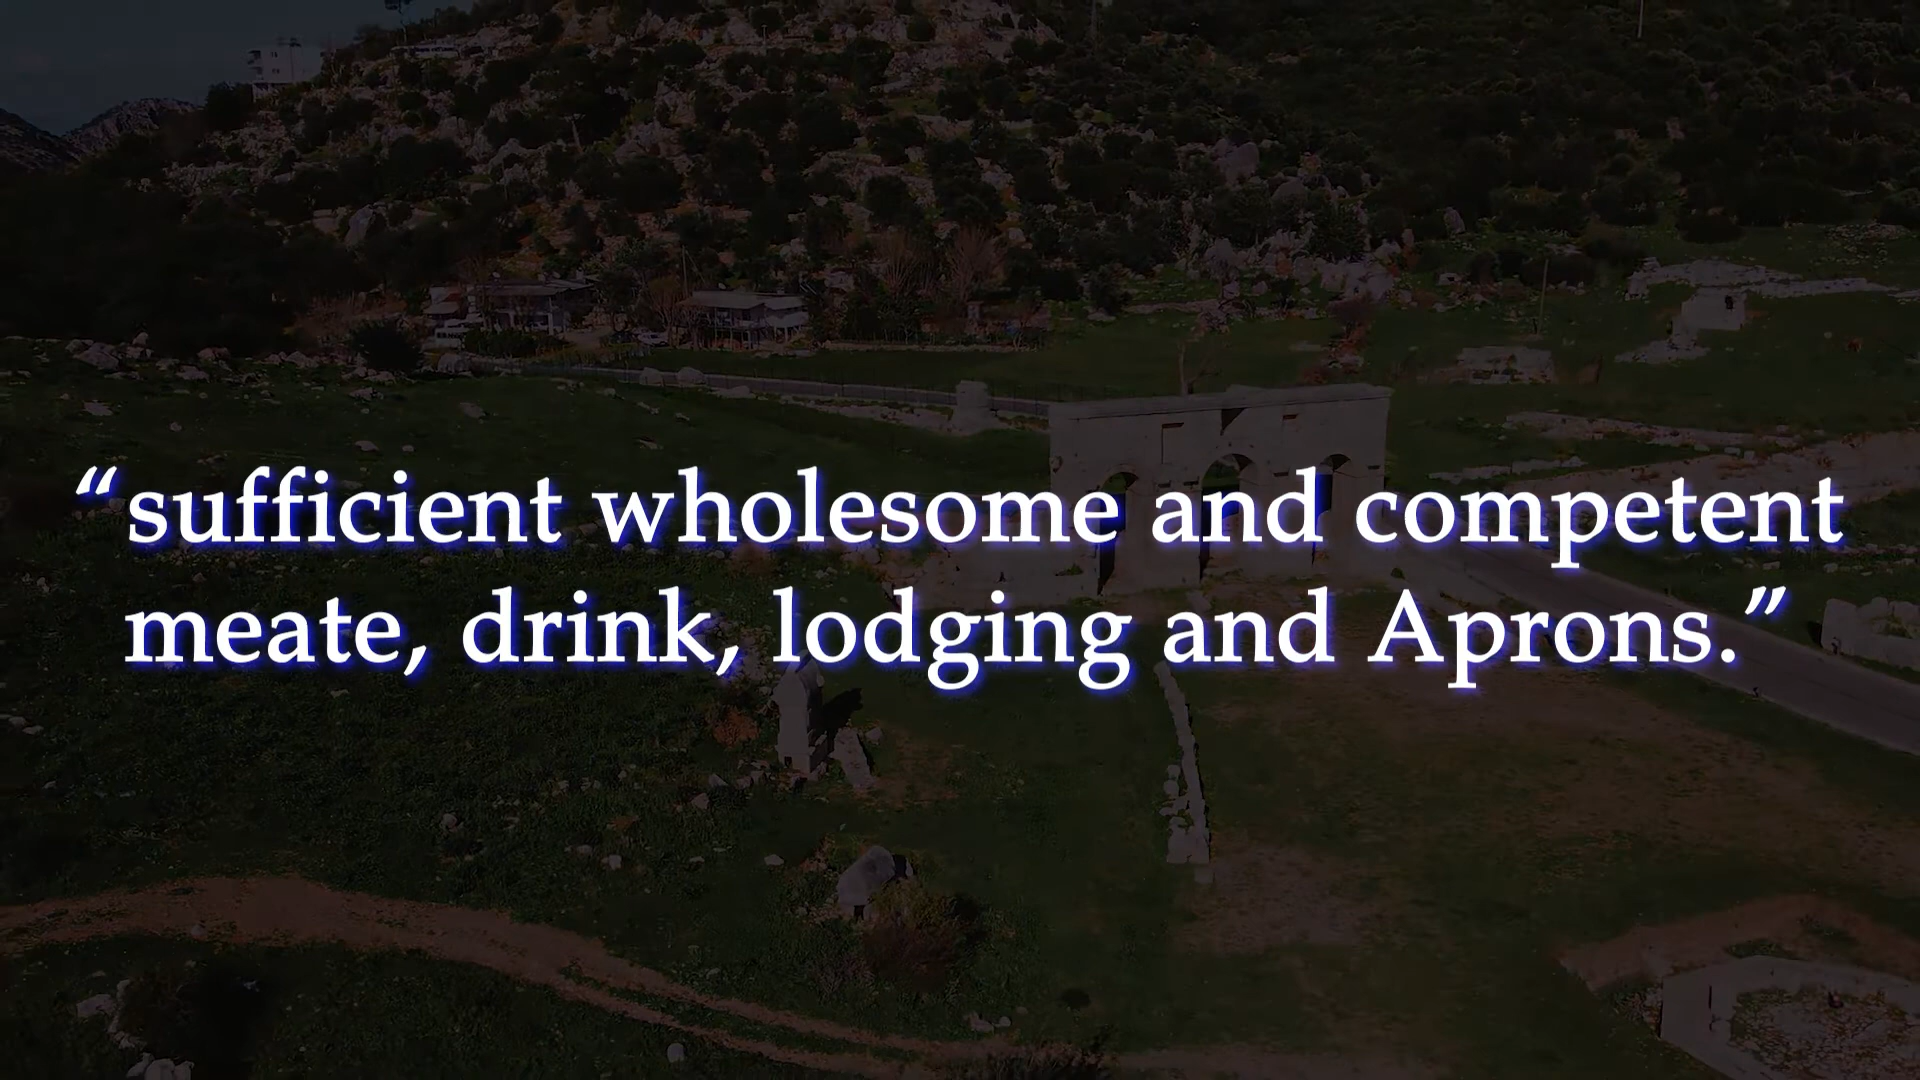 “sufficient wholesome and competent
meate, drink, lodging and Aprons.”